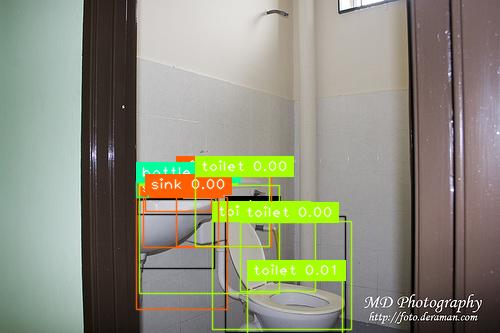 toilet 0.00
bottle
sink 0.00
toi toilet 0.00
toilet 0.01
MD Photography
http://foto.deraman.com